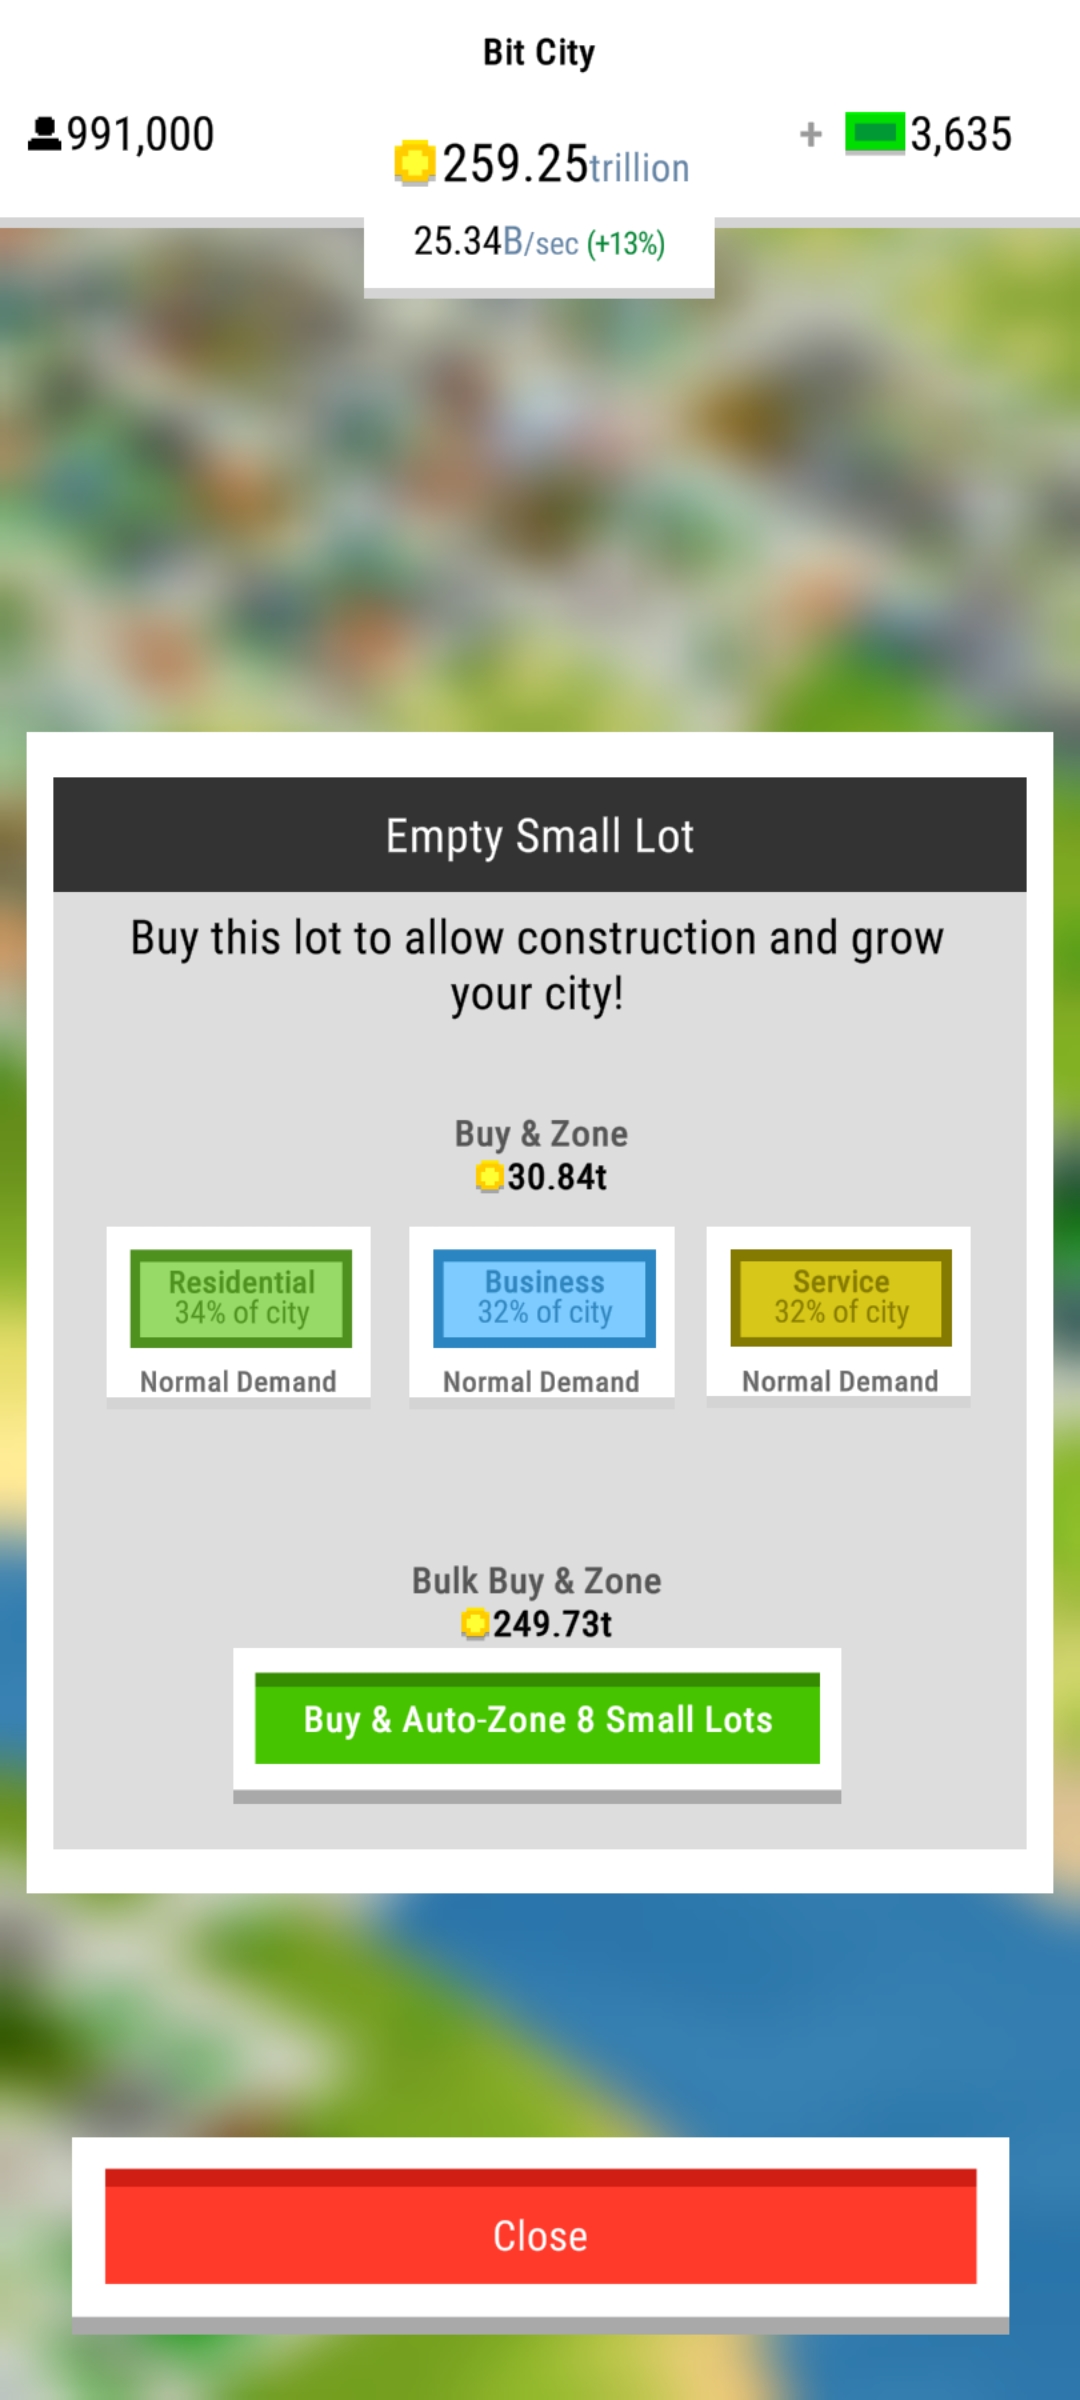 Bit City
991,000
259.25trillion
+ 3,635
25.34B/sec (+13%)
Empty Small Lot
Buy this lot to allow construction and grow
your city!
Buy & Zone
30.84t
Residential
34% of city
Normal Demand
Business
32% of city
Normal Demand
Service
32% of city
Normal Demand
Bulk Buy & Zone
249.73t
Buy & Auto-Zone 8 Small Lots
Close